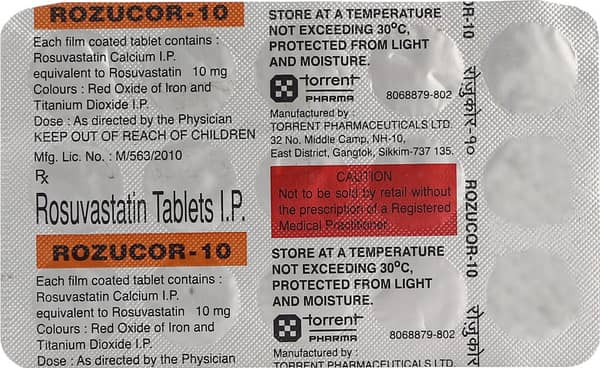 ROZUCOR-10
Each film coated tablet contains :
Rosuvastatin Calcium I.P.
equivalent to Rosuvastatin 10 mg
Colours : Red Oxide of Iron and
Titanium Dioxide I.P.
Dose : As directed by the Physician
KEEP OUT OF REACH OF CHILDREN
Mfg. Lic. No. : M/563/2010
Rx
Rosuvastatin Tablets I.P.
ROZUCOR-10
Each film coated tablet contains :
Rosuvastatin Calcium I.P.
equivalent to Rosuvastatin 10 mg
Colours : Red Oxide of Iron and
Titanium Dioxide I.P.
Dose : As directed by the Physician
STORE AT A TEMPERATURE
NOT EXCEEDING 30°C,
PROTECTED FROM LIGHT
AND MOISTURE.
torrent
PHARMA
8068879-802
Manufactured by :
TORRENT PHARMACEUTICALS LTD.
32 No. Middle Camp, NH-10,
East District, Gangtok, Sikkim-737 135.
CAUTION
Not to be sold by retail without
the prescription of a Registered
Medical Practitioner.
STORE AT A TEMPERATURE
NOT EXCEEDING 30°C,
PROTECTED FROM LIGHT
AND MOISTURE.
torrent
PHARMA
8068879-802
Manufactured by :
TORRENT PHARMACEUTICALS LTD.
COR-10
रोज़ुकोर-१०
ROZUCOR-10
रोज़ुकोर